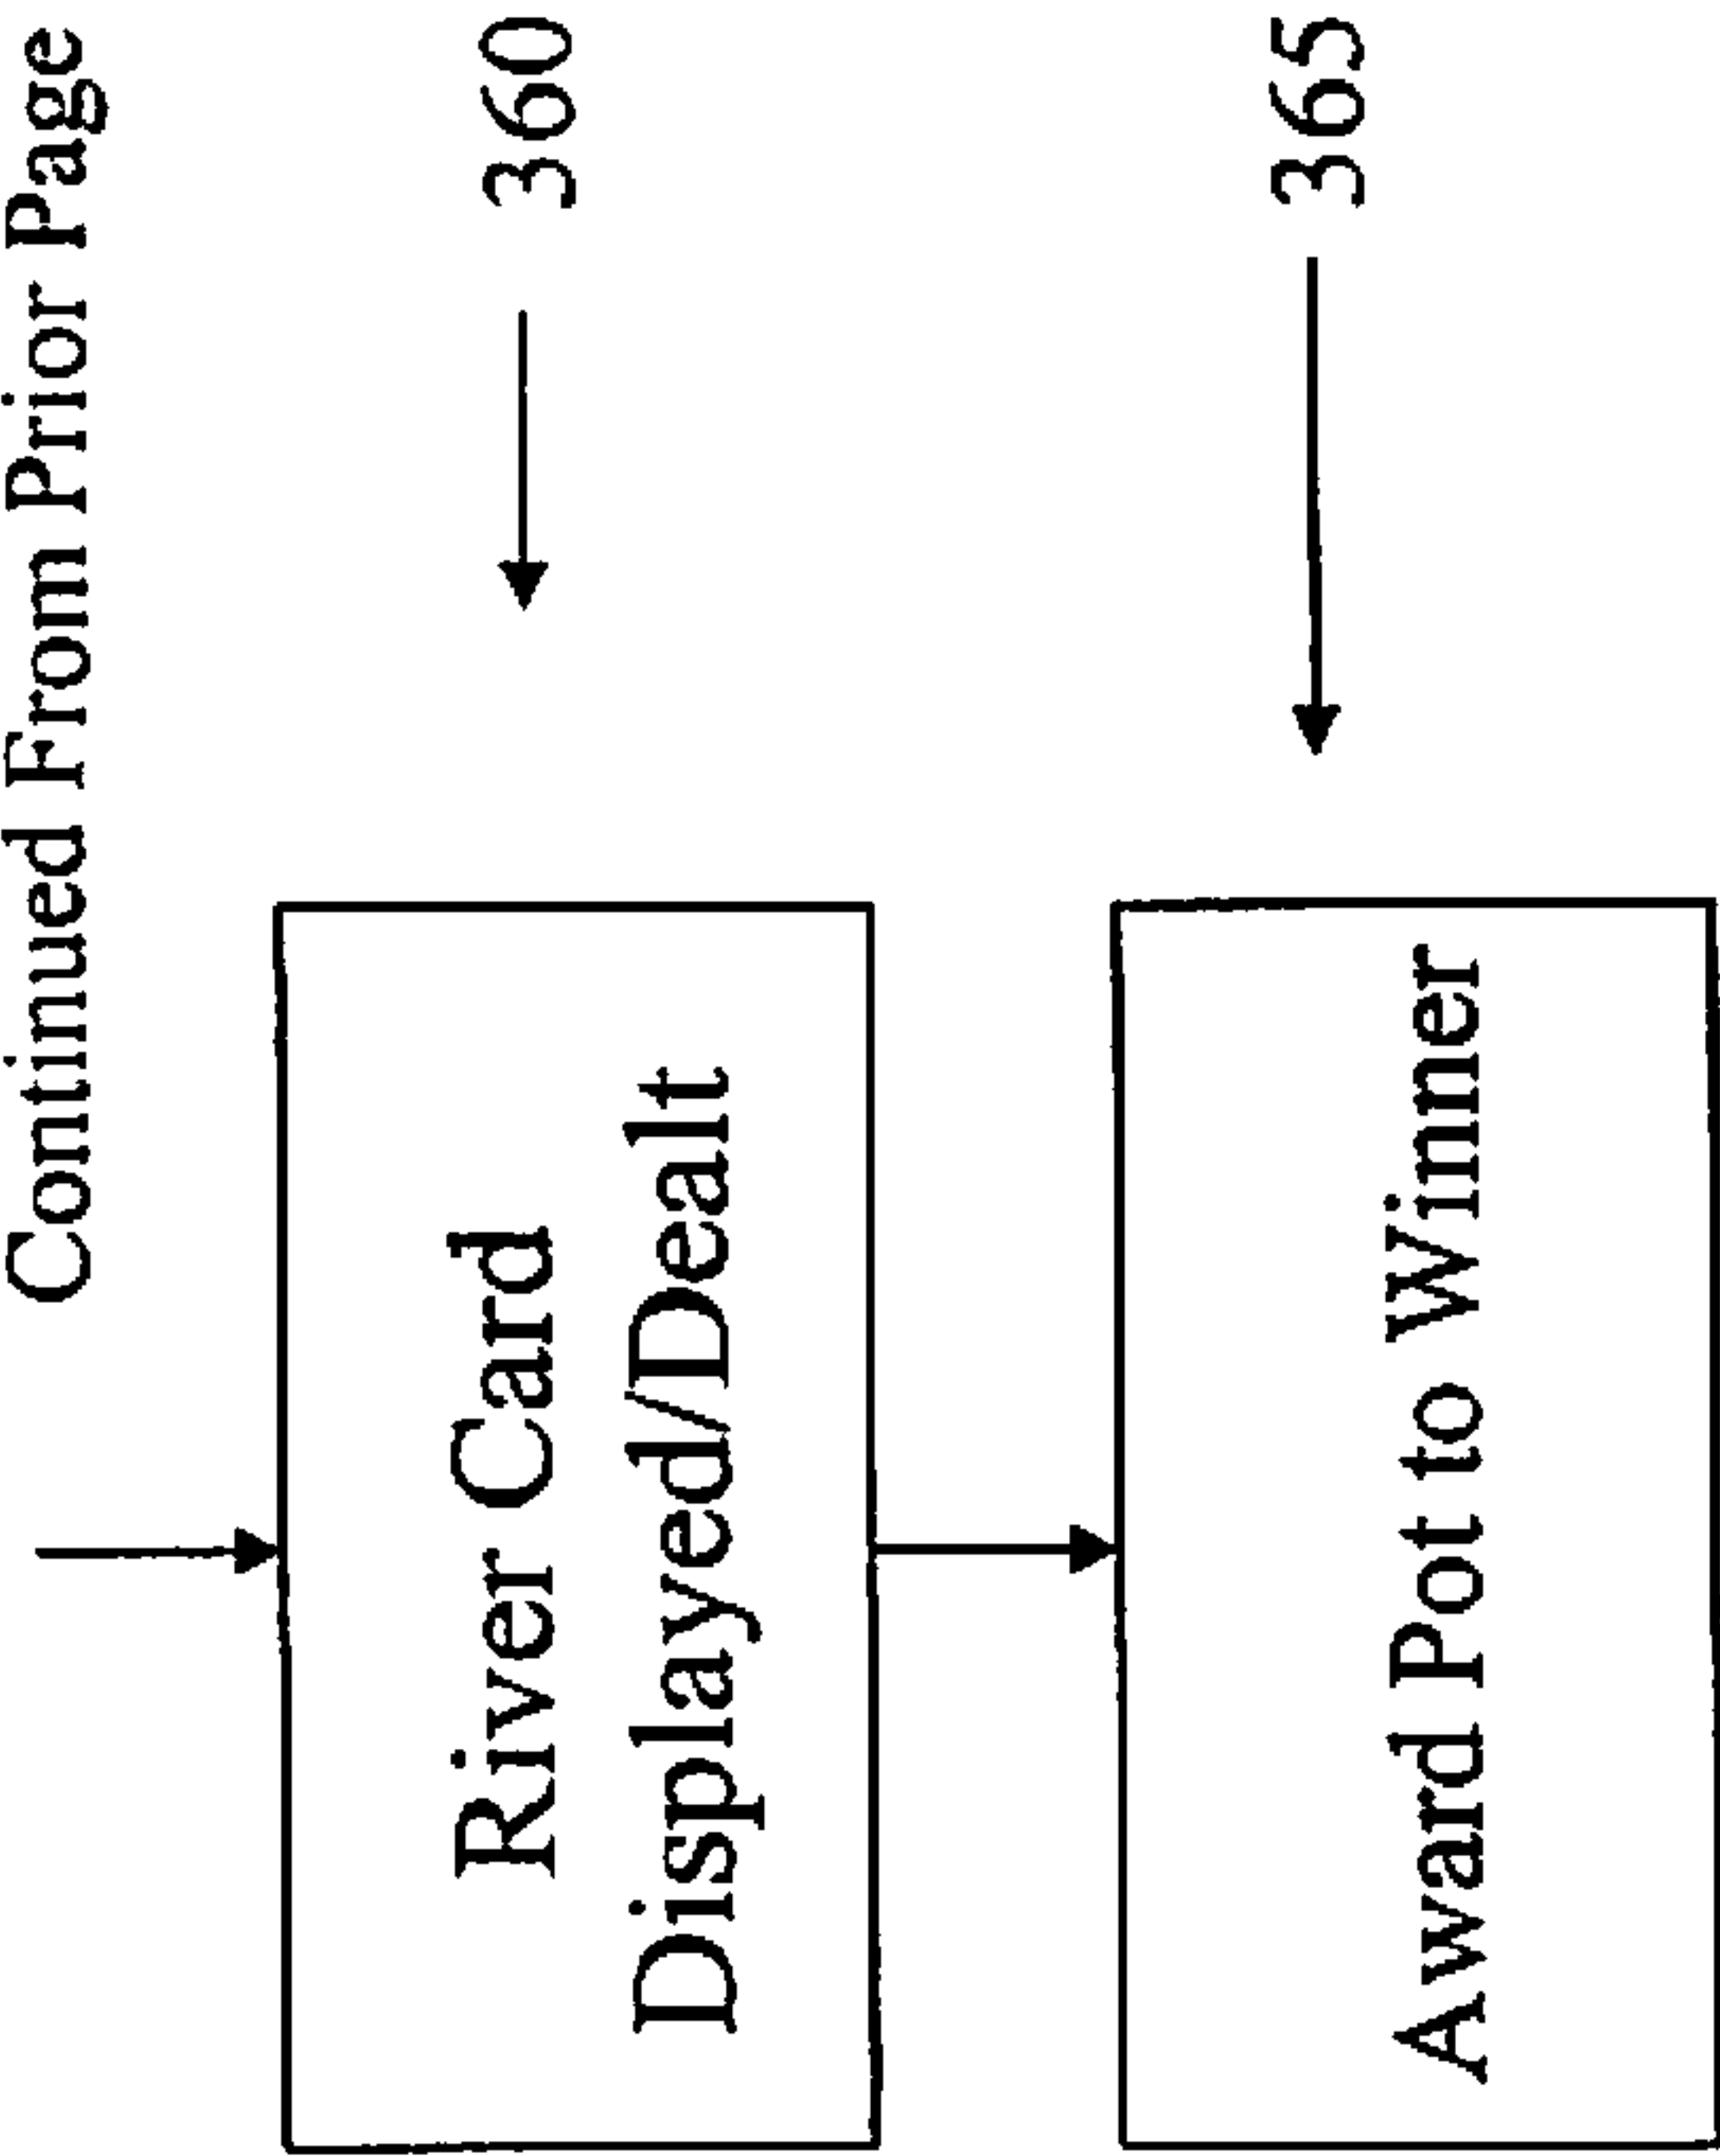 Continued From Prior Page
River Card
Displayed/Dealt
360
Award Pot to Winner
365